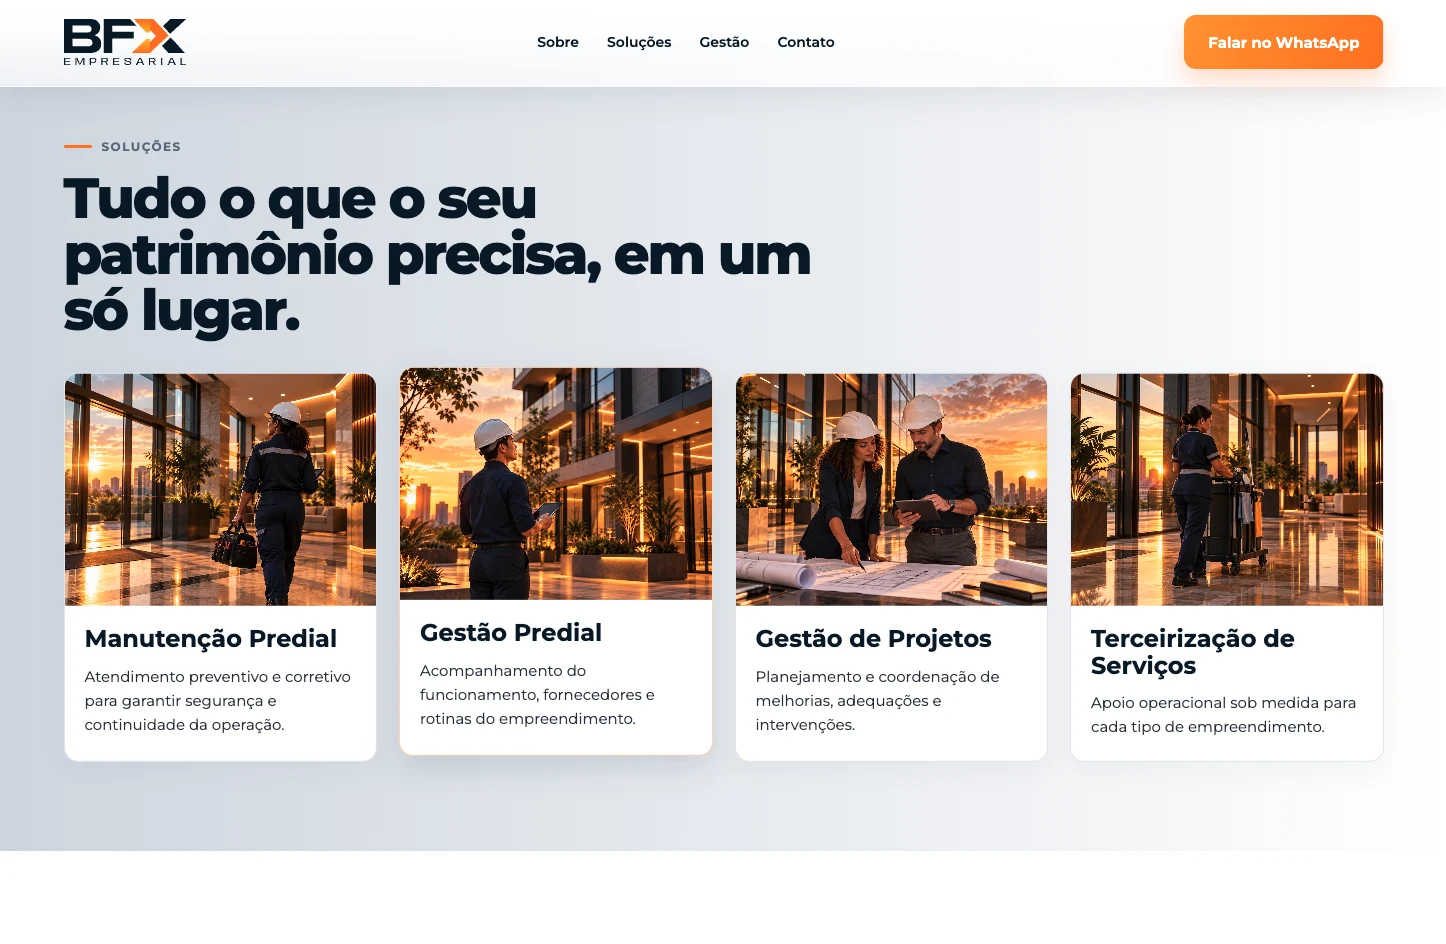 BFX
EMPRESARIAL
Sobre
Soluções
Gestão
Contato
Falar no WhatsApp
SOLUÇÕES
Tudo o que o seu
patrimônio precisa, em um
só lugar.
Manutenção Predial
Atendimento preventivo e corretivo
para garantir segurança e
continuidade da operação.
Gestão Predial
Acompanhamento do
funcionamento, fornecedores e
rotinas do empreendimento.
Gestão de Projetos
Planejamento e coordenação de
melhorias, adequações e
intervenções.
Terceirização de
Serviços
Apoio operacional sob medida para
cada tipo de empreendimento.